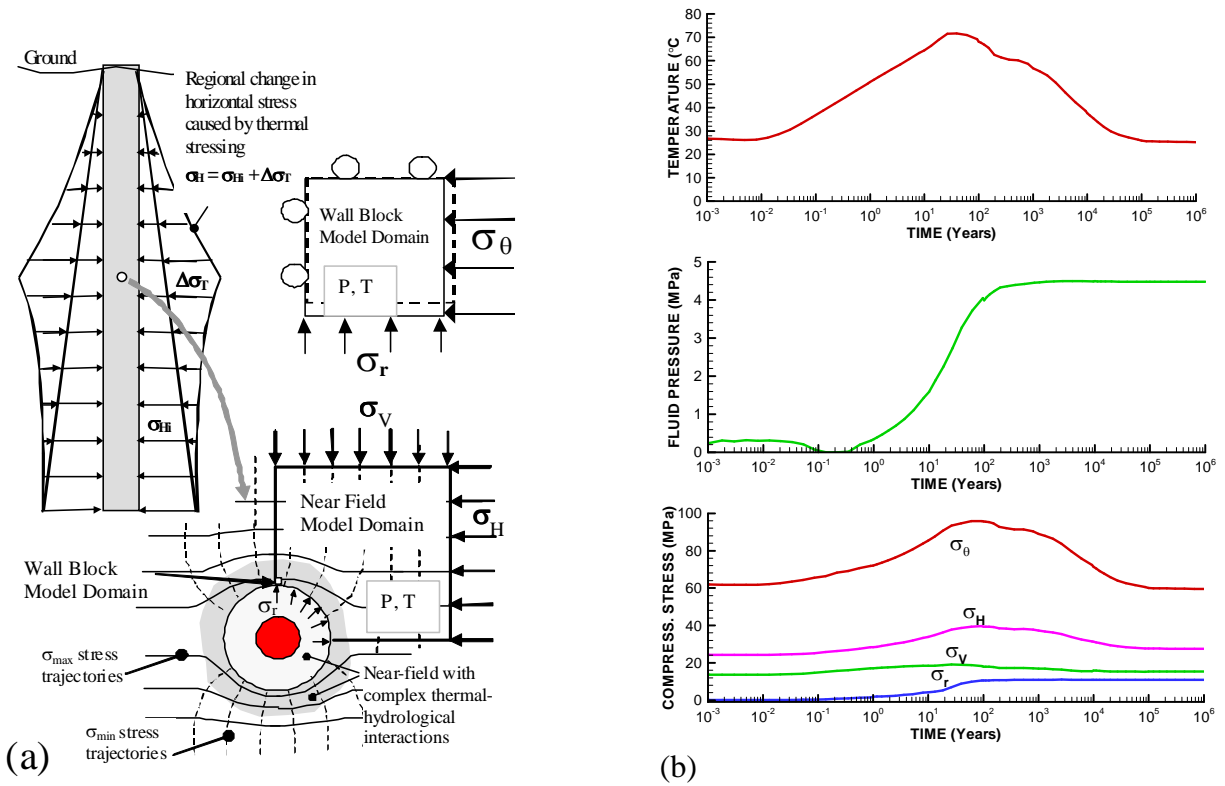 Ground
Regional change in
horizontal stress
caused by thermal
stressing
σH = σHi + ΔσT
ΔσT
σHi
Wall Block
Model Domain
P, T
σθ
σr
σV
Near Field
Model Domain
σH
Wall Block
Model Domain
σr
P, T
σmax stress
trajectories
Near-field with
complex thermal-
hydrological
interactions
σmin stress
trajectories
(a)
TEMPERATURE (°C
80
70
60
50
40
30
20
10
0
10-3 10-2 10-1 100 101 102 103 104 105 106
TIME (Years)
FLUID PRESSURE (MPa)
5
4
3
2
1
0
10-3 10-2 10-1 100 101 102 103 104 105 106
TIME (Years)
COMPRESS. STRESS (MPa)
100
80
60
40
20
0
σθ
σH
σV
σr
10-3 10-2 10-1 100 101 102 103 104 105 106
TIME (Years)
(b)